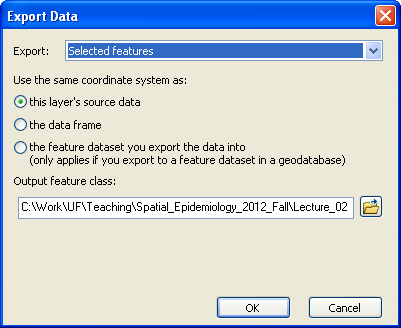 Export Data
Export: Selected features
Use the same coordinate system as:
this layer's source data
the data frame
the feature dataset you export the data into
(only applies if you export to a feature dataset in a geodatabase)
Output feature class:
C:\Work\UF\Teaching\Spatial_Epidemiology_2012_Fall\Lecture_02
OK Cancel